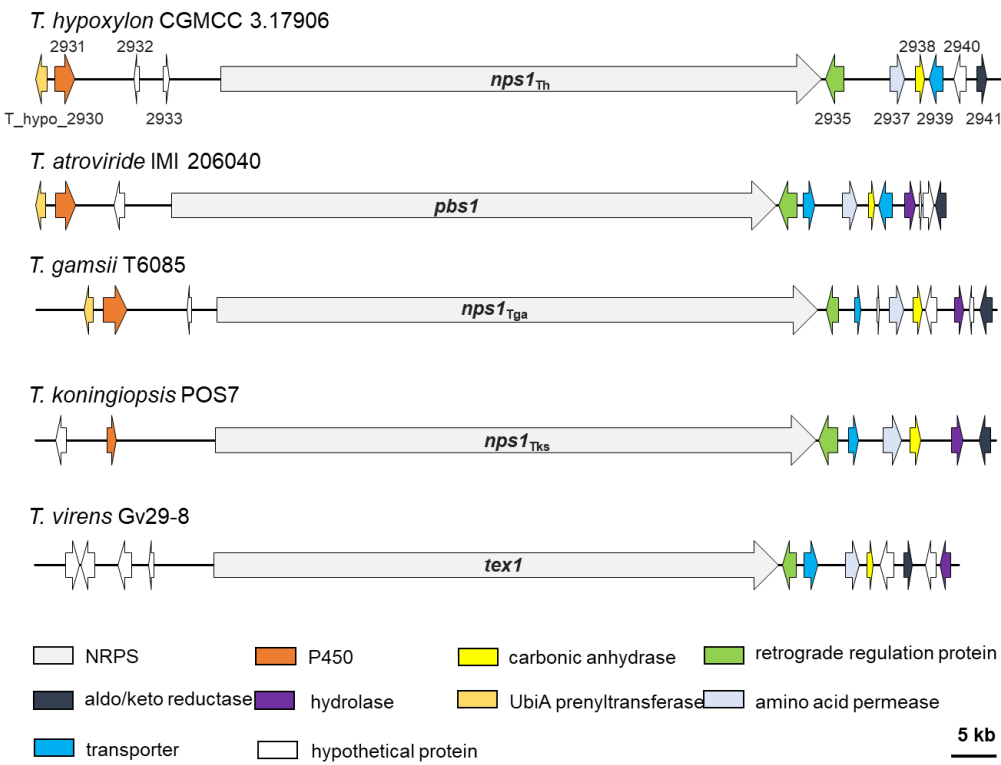 T. hypoxylon CGMCC 3.17906
2931 2932 2938 2940
nps1Th
T_hypo_2930 2933 2935 2937 2939 2941
T. atroviride IMI 206040
pbs1
T. gamsii T6085
nps1Tga
T. koningiopsis POS7
nps1Tks
T. virens Gv29-8
tex1
NRPS P450 carbonic anhydrase retrograde regulation protein
aldo/keto reductase hydrolase UbiA prenyltransferase amino acid permease
transporter hypothetical protein 5 kb